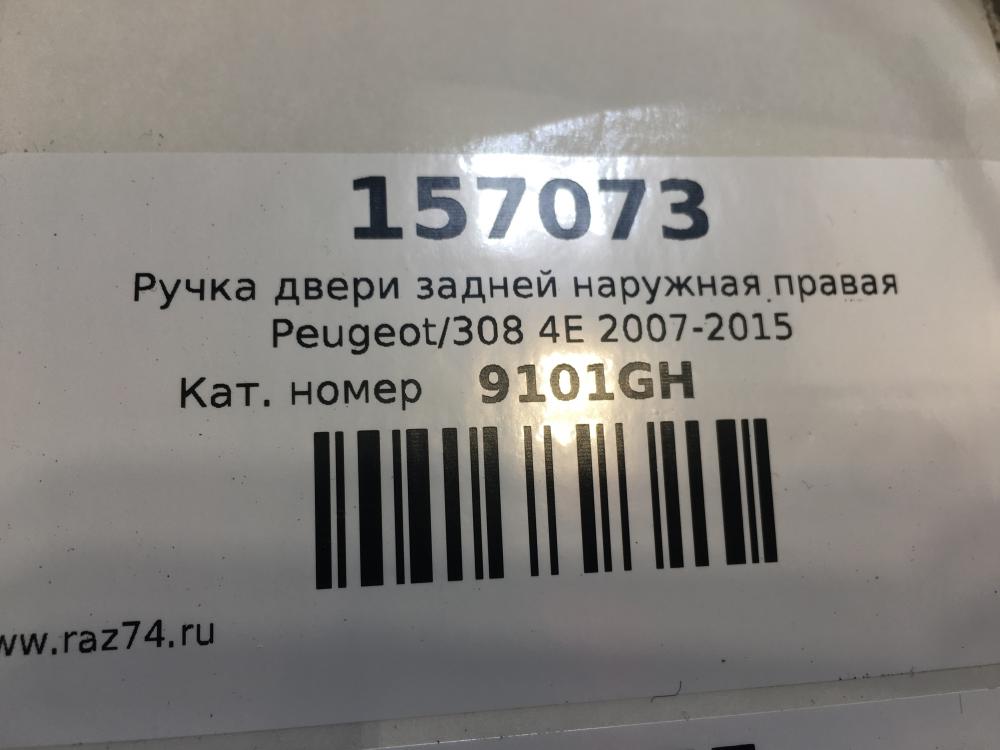 157073
Ручка двери задней наружная правая
Peugeot/308 4E 2007-2015
Кат. номер 9101GH
www.raz74.ru